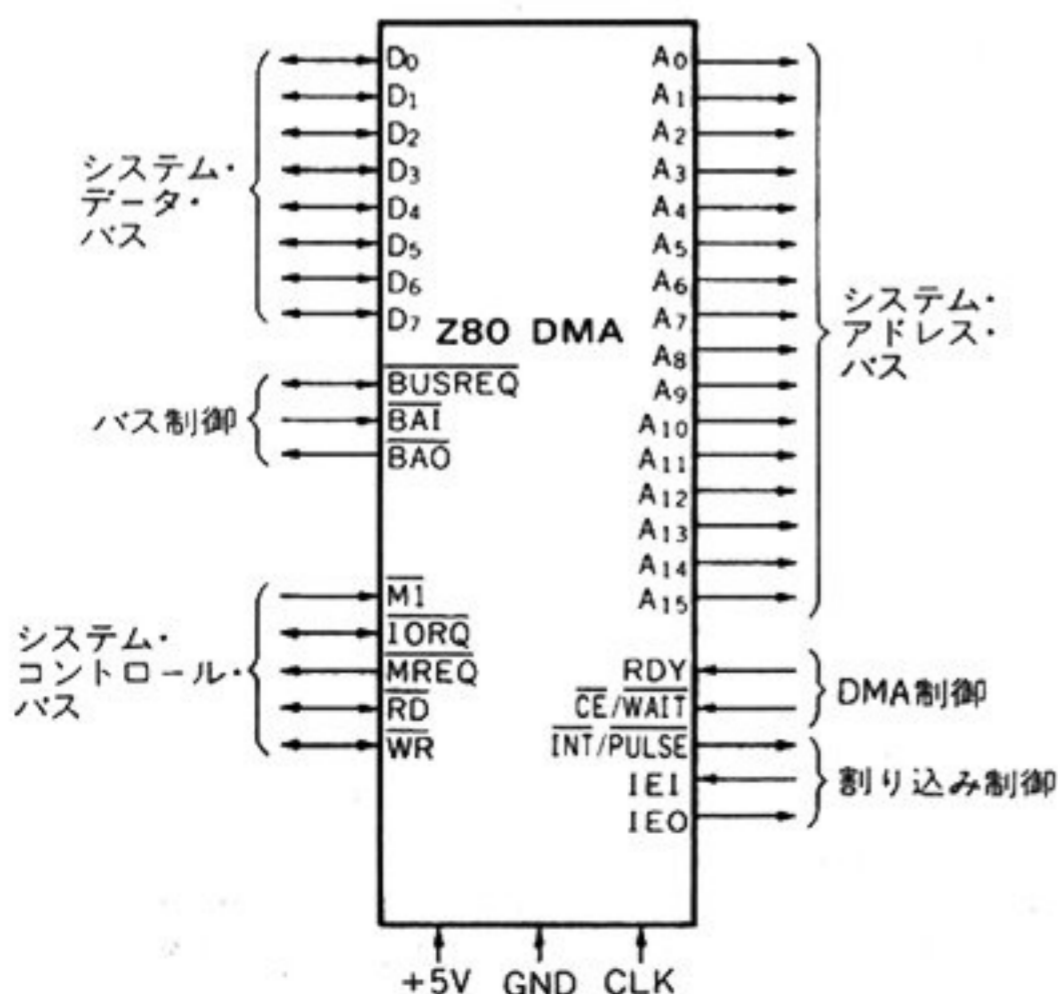 システム・
データ・
バス
バス制御
システム・
コントロール・
バス
D0
D1
D2
D3
D4
D5
D6
D7
BUSREQ
BAI
BAO
M1
IORQ
MREQ
RD
WR
Z80 DMA
A0
A1
A2
A3
A4
A5
A6
A7
A8
A9
A10
A11
A12
A13
A14
A15
RDY
CE/WAIT
INT/PULSE
IEI
IEO
システム・
アドレス・
バス
DMA制御
割り込み制御
+5V GND CLK